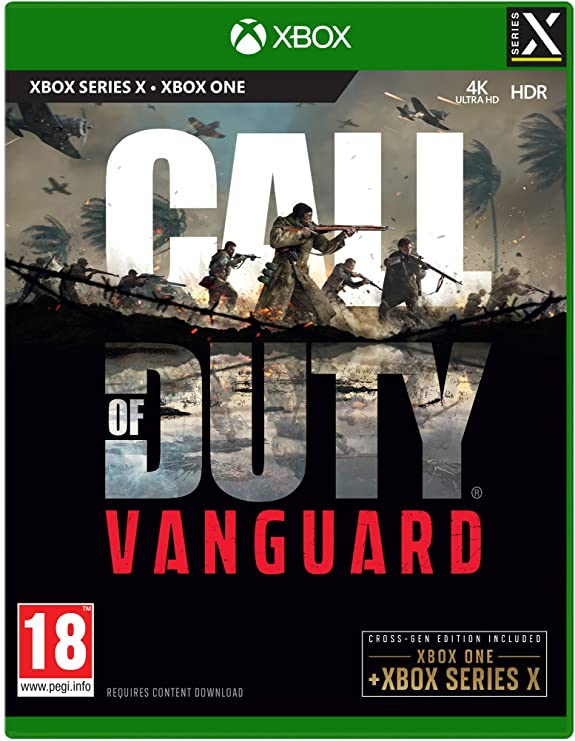 XBOX
SERIES X
XBOX SERIES X • XBOX ONE
4K
ULTRA HD
HDR
CALL
OF DUTY®
VANGUARD
18™
www.pegi.info
REQUIRES CONTENT DOWNLOAD
CROSS-GEN EDITION INCLUDED
XBOX ONE
+XBOX SERIES X